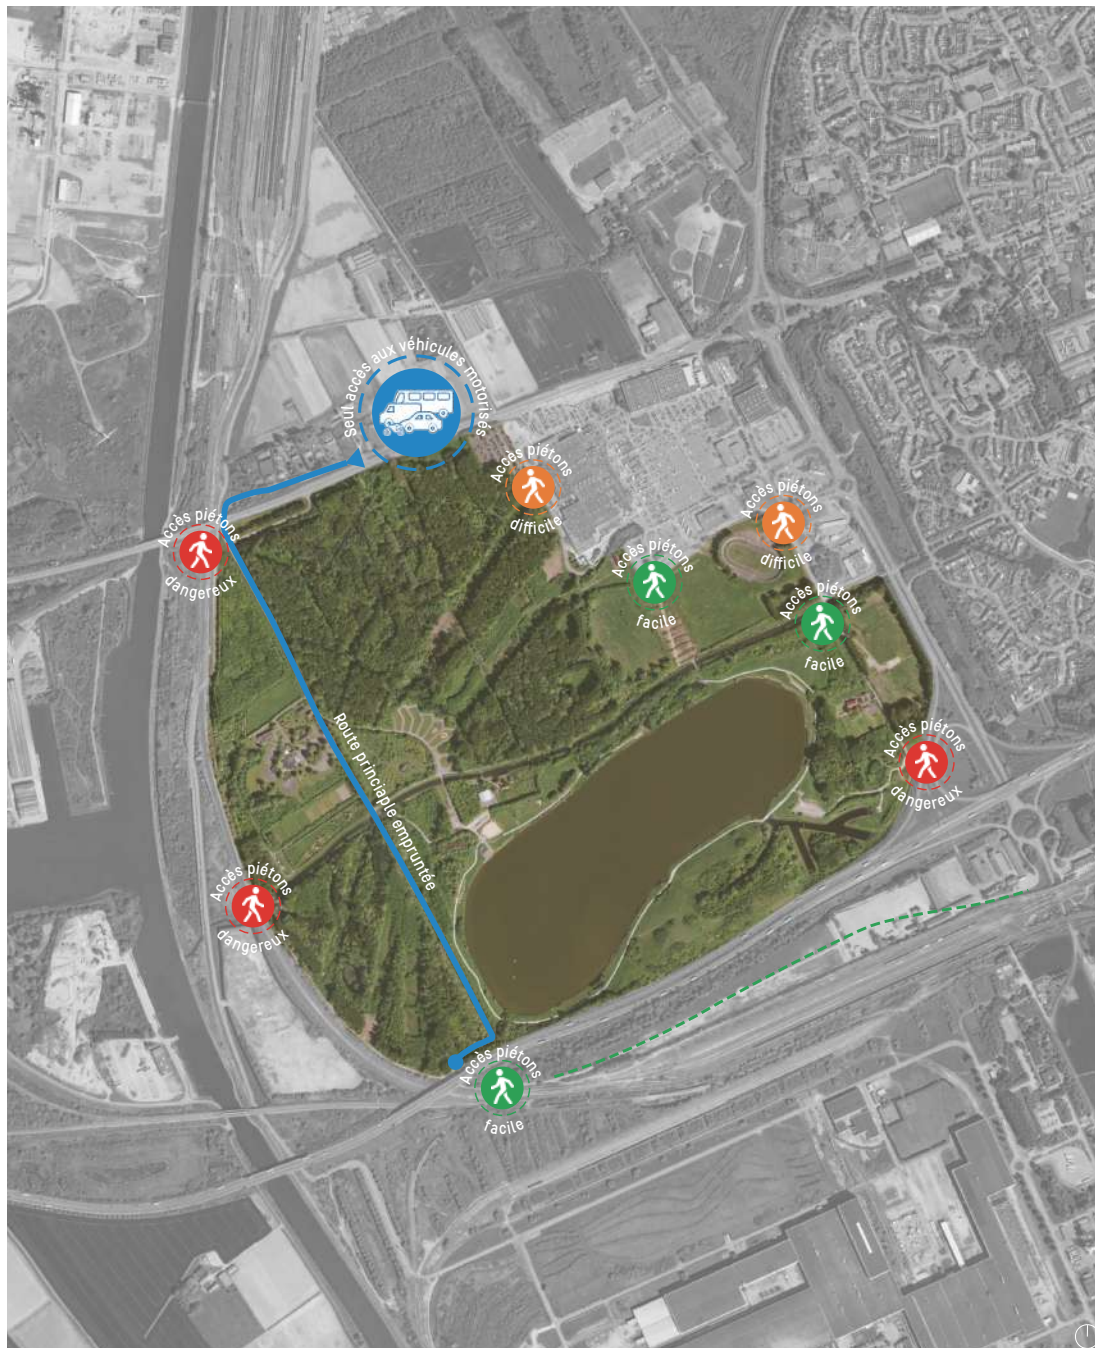 Seul accès aux véhicules motorisés
Accès piétons
difficile
Accès piétons
difficile
Accès piétons
dangereux
Accès piétons
facile
Accès piétons
facile
Route princiaple empruntée
Accès piétons
dangereux
Accès piétons
dangereux
Accès piétons
facile